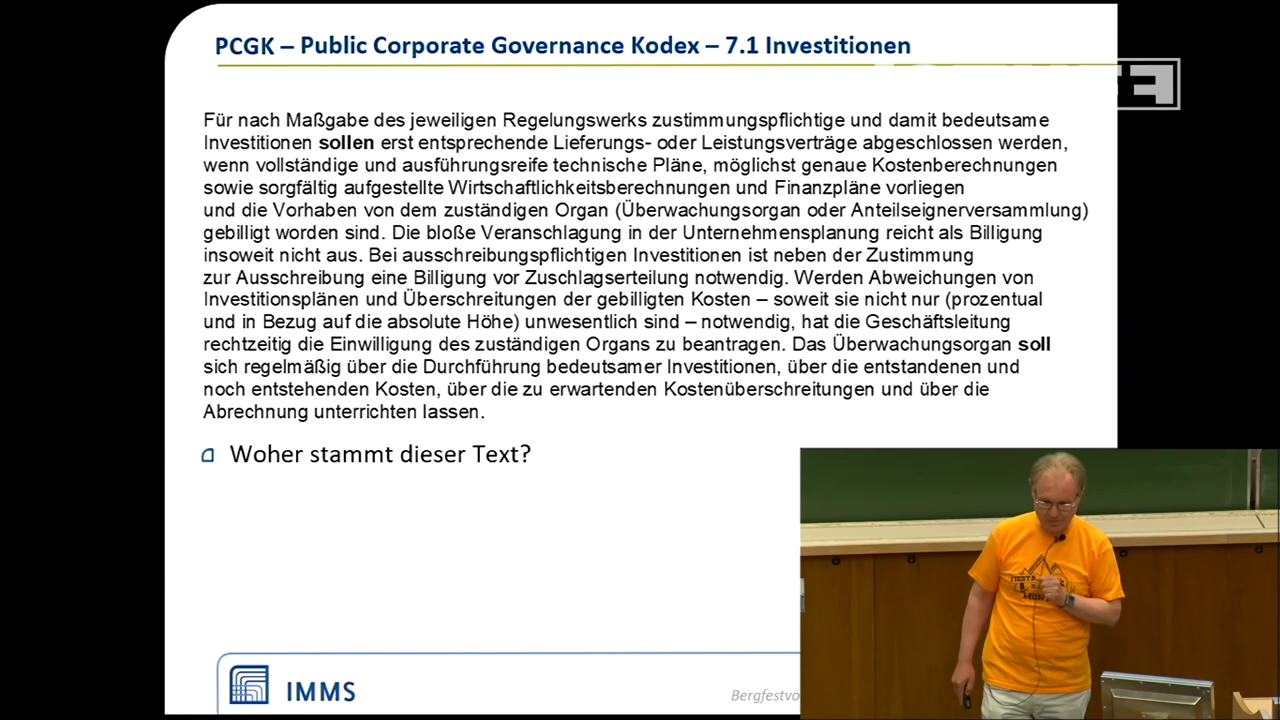 PCGK – Public Corporate Governance Kodex – 7.1 Investitionen
Für nach Maßgabe des jeweiligen Regelungswerks zustimmungspflichtige und damit bedeutsame
Investitionen sollen erst entsprechende Lieferungs- oder Leistungsverträge abgeschlossen werden,
wenn vollständige und ausführungsreife technische Pläne, möglichst genaue Kostenberechnungen
sowie sorgfältig aufgestellte Wirtschaftlichkeitsberechnungen und Finanzpläne vorliegen
und die Vorhaben von dem zuständigen Organ (Überwachungsorgan oder Anteilseignerversammlung)
gebilligt worden sind. Die bloße Veranschlagung in der Unternehmensplanung reicht als Billigung
insoweit nicht aus. Bei ausschreibungspflichtigen Investitionen ist neben der Zustimmung
zur Ausschreibung eine Billigung vor Zuschlagserteilung notwendig. Werden Abweichungen von
Investitionsplänen und Überschreitungen der gebilligten Kosten – soweit sie nicht nur (prozentual
und in Bezug auf die absolute Höhe) unwesentlich sind – notwendig, hat die Geschäftsleitung
rechtzeitig die Einwilligung des zuständigen Organs zu beantragen. Das Überwachungsorgan soll
sich regelmäßig über die Durchführung bedeutsamer Investitionen, über die entstandenen und
noch entstehenden Kosten, über die zu erwartenden Kostenüberschreitungen und über die
Abrechnung unterrichten lassen.
Woher stammt dieser Text?
IMMS
FIESTA